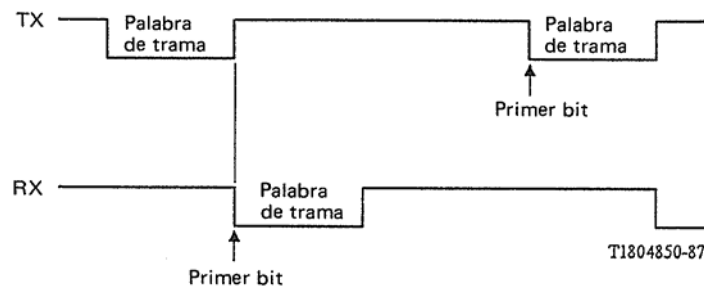 TX
Palabra
de trama
Palabra
de trama
Primer bit
RX
Palabra
de trama
T1804850-87
Primer bit